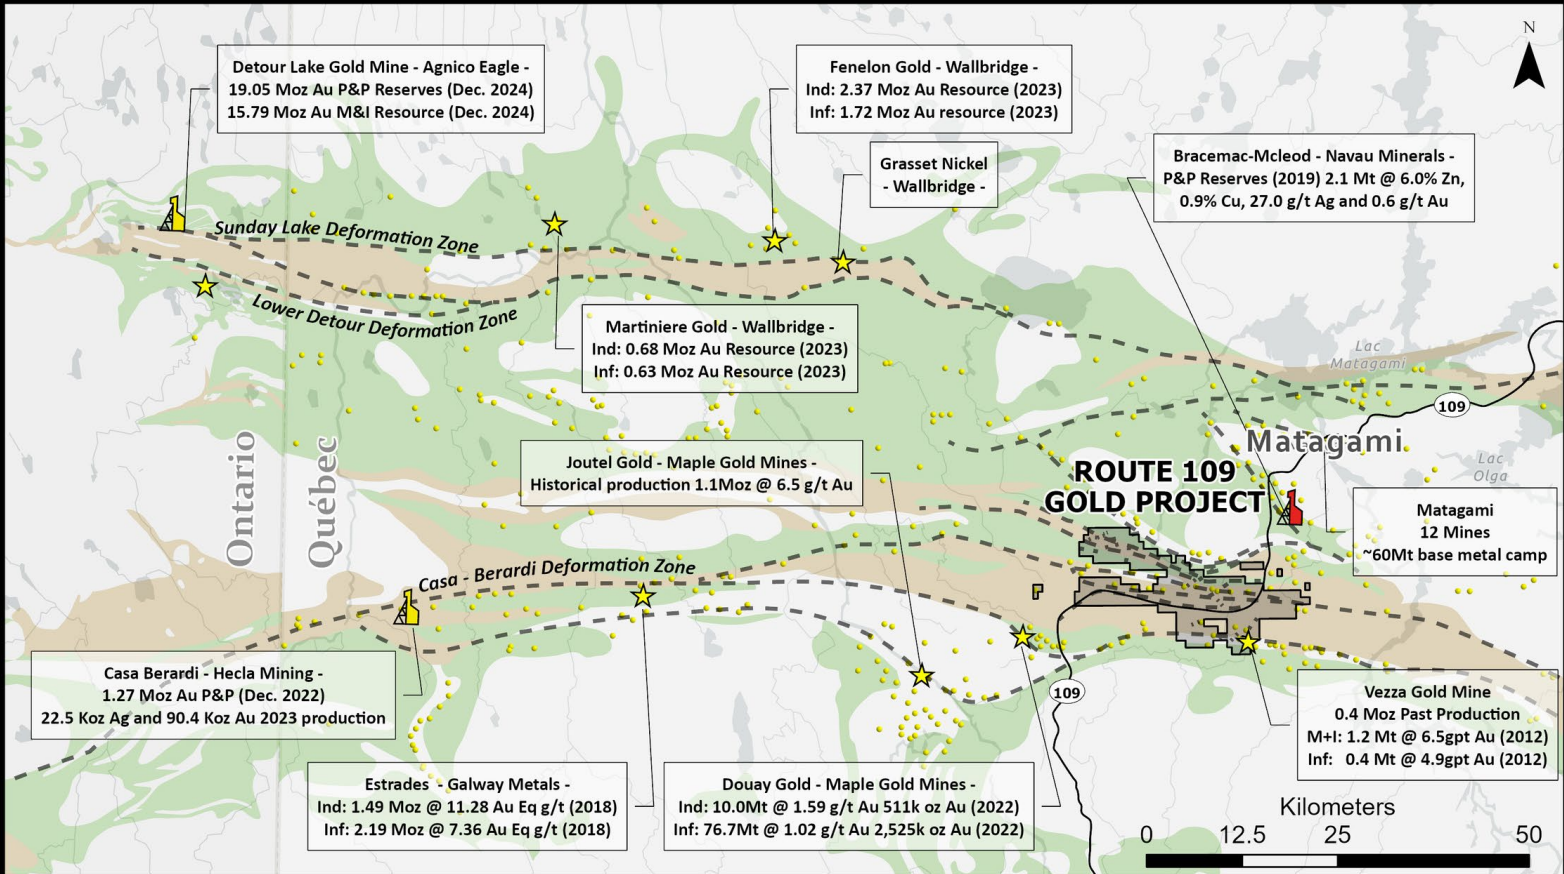 N
Detour Lake Gold Mine - Agnico Eagle -
19.05 Moz Au P&P Reserves (Dec. 2024)
15.79 Moz Au M&I Resource (Dec. 2024)
Fenelon Gold - Wallbridge -
Ind: 2.37 Moz Au Resource (2023)
Inf: 1.72 Moz Au resource (2023)
Grasset Nickel
- Wallbridge -
Bracemac-Mcleod - Navau Minerals -
P&P Reserves (2019) 2.1 Mt @ 6.0% Zn,
0.9% Cu, 27.0 g/t Ag and 0.6 g/t Au
Sunday Lake Deformation Zone
Lower Detour Deformation Zone
Martiniere Gold - Wallbridge -
Ind: 0.68 Moz Au Resource (2023)
Inf: 0.63 Moz Au Resource (2023)
Lac
Matagami
109
Matagami
Lac
Olga
Ontario
Québec
Joutel Gold - Maple Gold Mines -
Historical production 1.1Moz @ 6.5 g/t Au
ROUTE 109
GOLD PROJECT
Matagami
12 Mines
~60Mt base metal camp
Casa - Berardi Deformation Zone
Casa Berardi - Hecla Mining -
1.27 Moz Au P&P (Dec. 2022)
22.5 Koz Ag and 90.4 Koz Au 2023 production
109
Vezza Gold Mine
0.4 Moz Past Production
M+I: 1.2 Mt @ 6.5gpt Au (2012)
Inf: 0.4 Mt @ 4.9gpt Au (2012)
Estrades - Galway Metals -
Ind: 1.49 Moz @ 11.28 Au Eq g/t (2018)
Inf: 2.19 Moz @ 7.36 Au Eq g/t (2018)
Douay Gold - Maple Gold Mines -
Ind: 10.0Mt @ 1.59 g/t Au 511k oz Au (2022)
Inf: 76.7Mt @ 1.02 g/t Au 2,525k oz Au (2022)
Kilometers
0 12.5 25 50